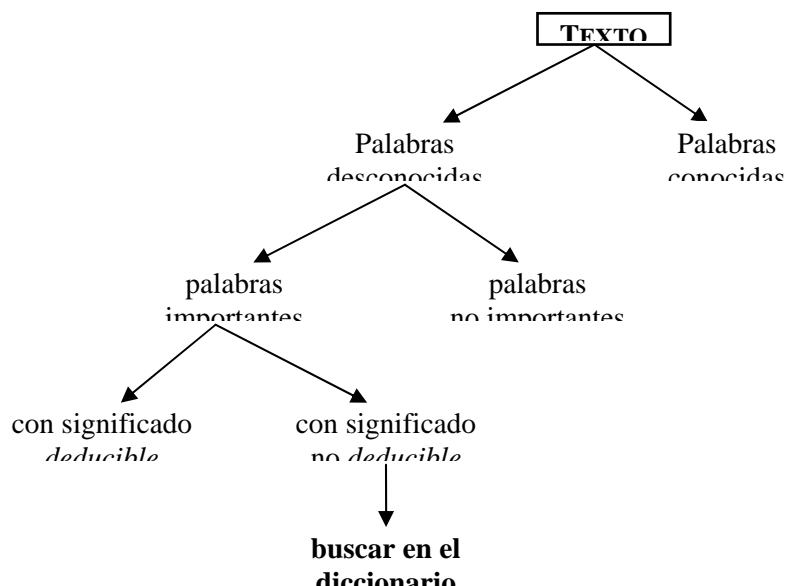 TEXTO
Palabras
desconocidas
Palabras
conocidas
palabras
importantes
palabras
no importantes
con significado
deducible
con significado
no deducible
buscar en el
diccionario